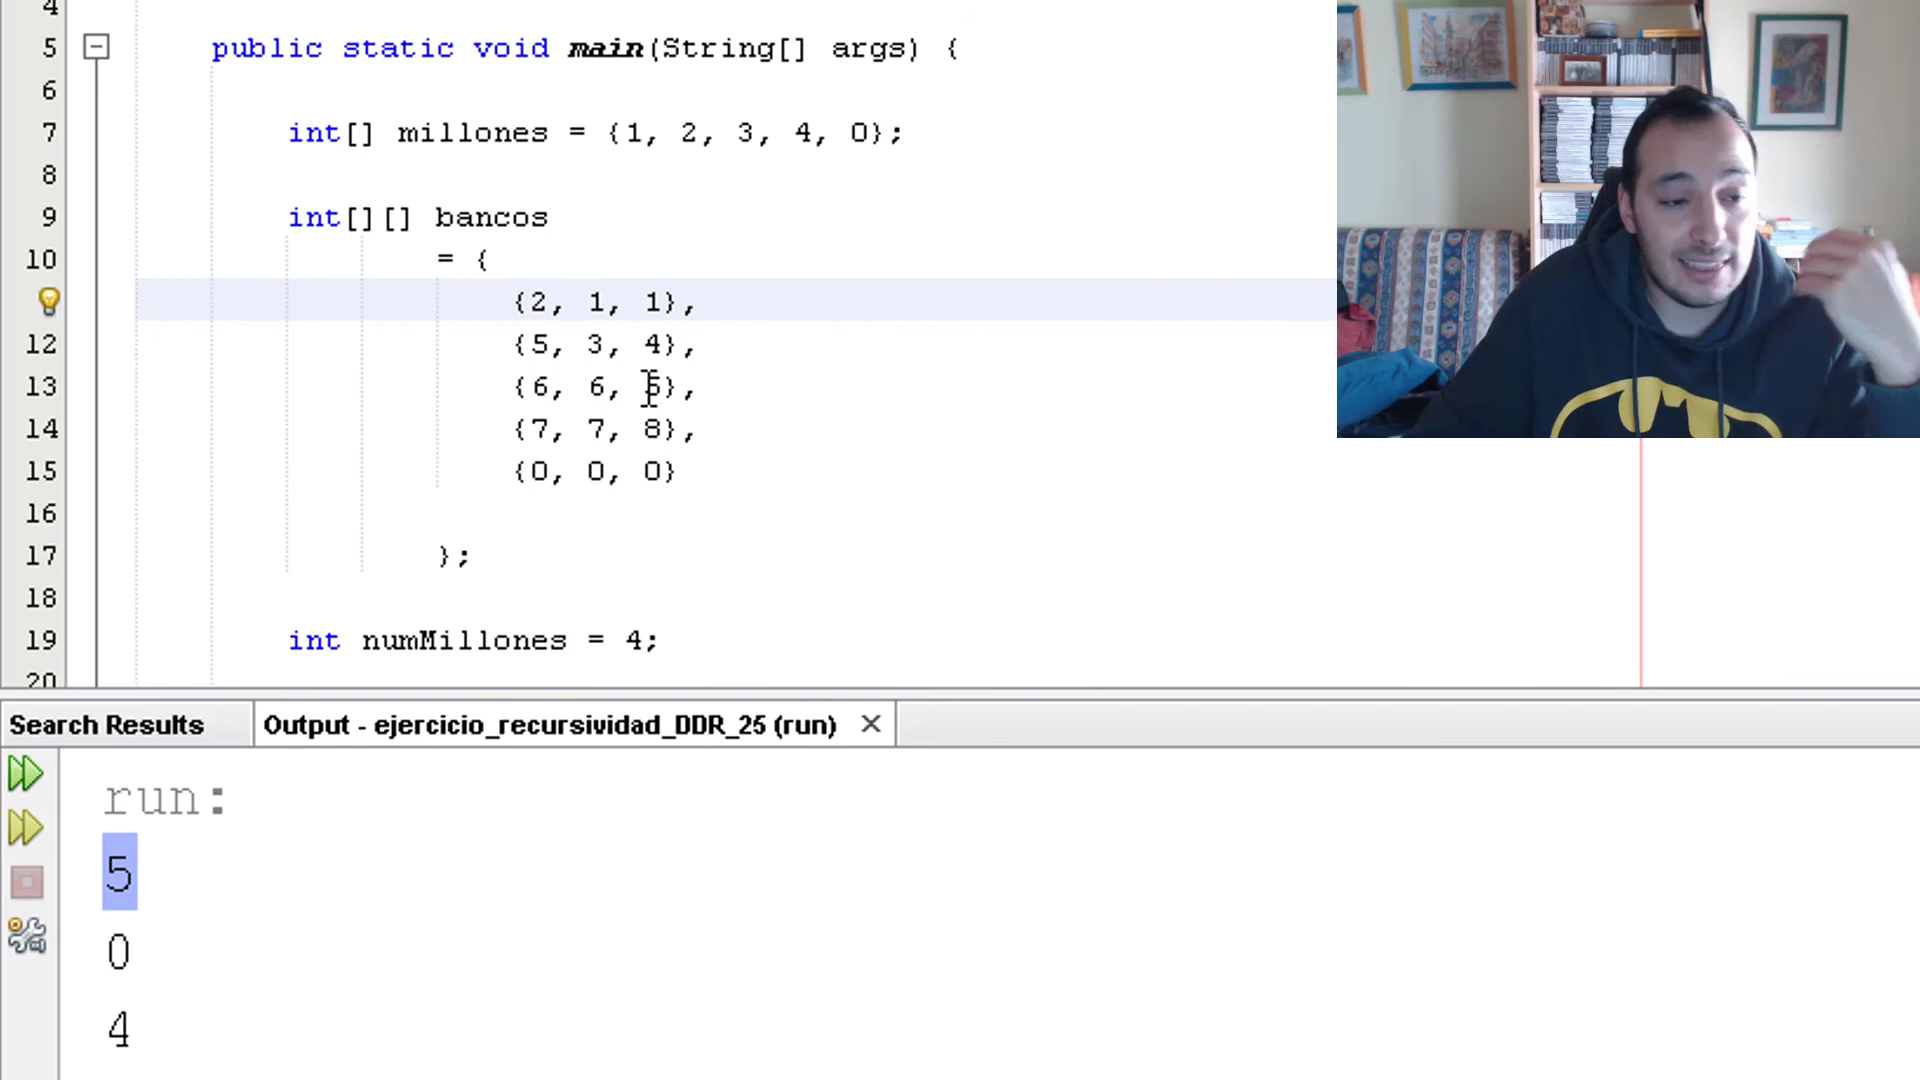 4
5 public static void main(String[] args) {
6
7 int[] millones = {1, 2, 3, 4, 0};
8
9 int[][] bancos
10 = {
{2, 1, 1},
12 {5, 3, 4},
13 {6, 6, 5},
14 {7, 7, 8},
15 {0, 0, 0}
16
17 };
18
19 int numMillones = 4;
20
Search Results
Output - ejercicio_recursividad_DDR_25 (run)
run:
5
0
4